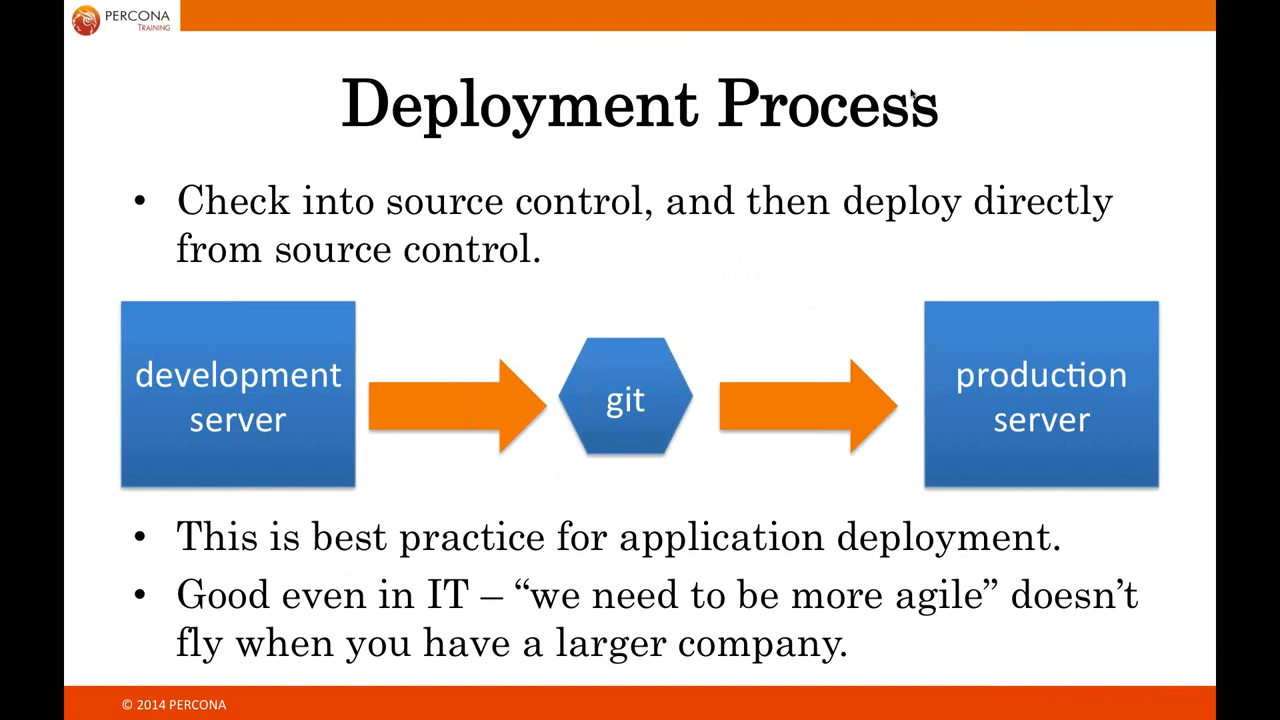 PERCONA
TRAINING
Deployment Process
• Check into source control, and then deploy directly
from source control.
development
server
git
production
server
• This is best practice for application deployment.
• Good even in IT – “we need to be more agile” doesn’t
fly when you have a larger company.
© 2014 PERCONA